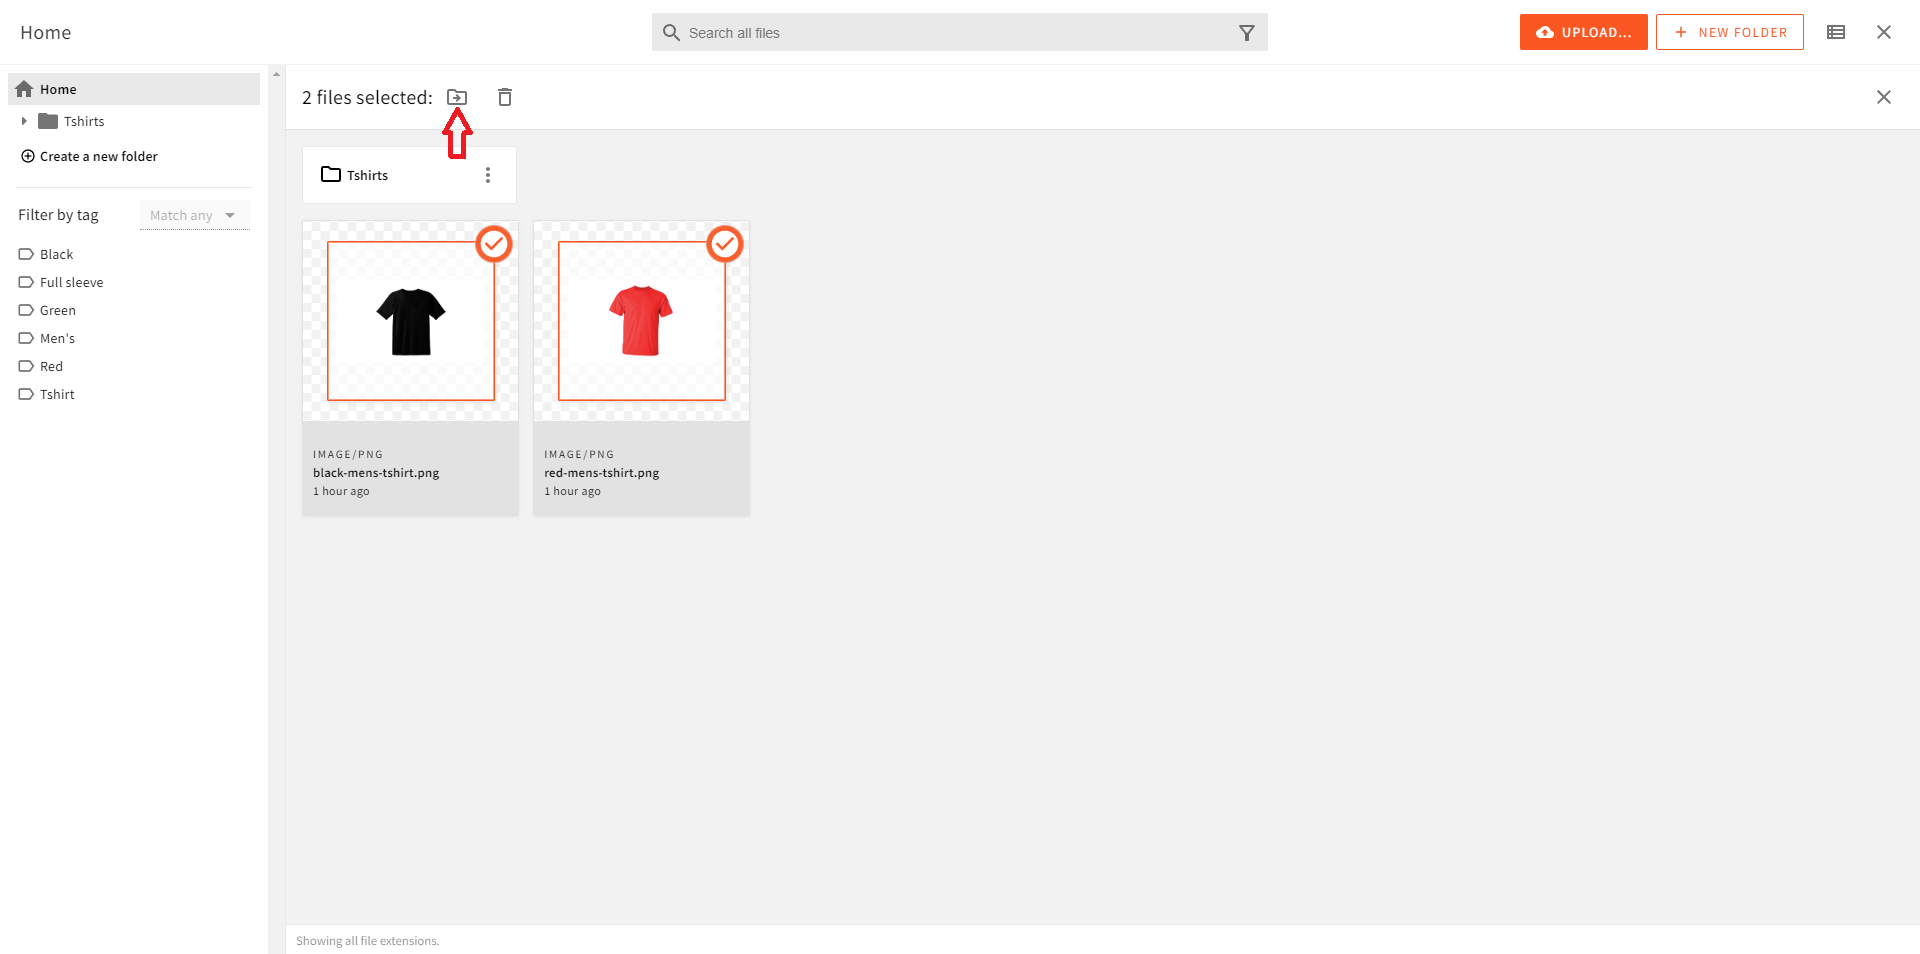 Home
Search all files
UPLOAD...
NEW FOLDER
Home
Tshirts
Create a new folder
Filter by tag
Match any
Black
Full sleeve
Green
Men's
Red
Tshirt
2 files selected:
Tshirts
IMAGE/PNG
black-mens-tshirt.png
1 hour ago
IMAGE/PNG
red-mens-tshirt.png
1 hour ago
Showing all file extensions.